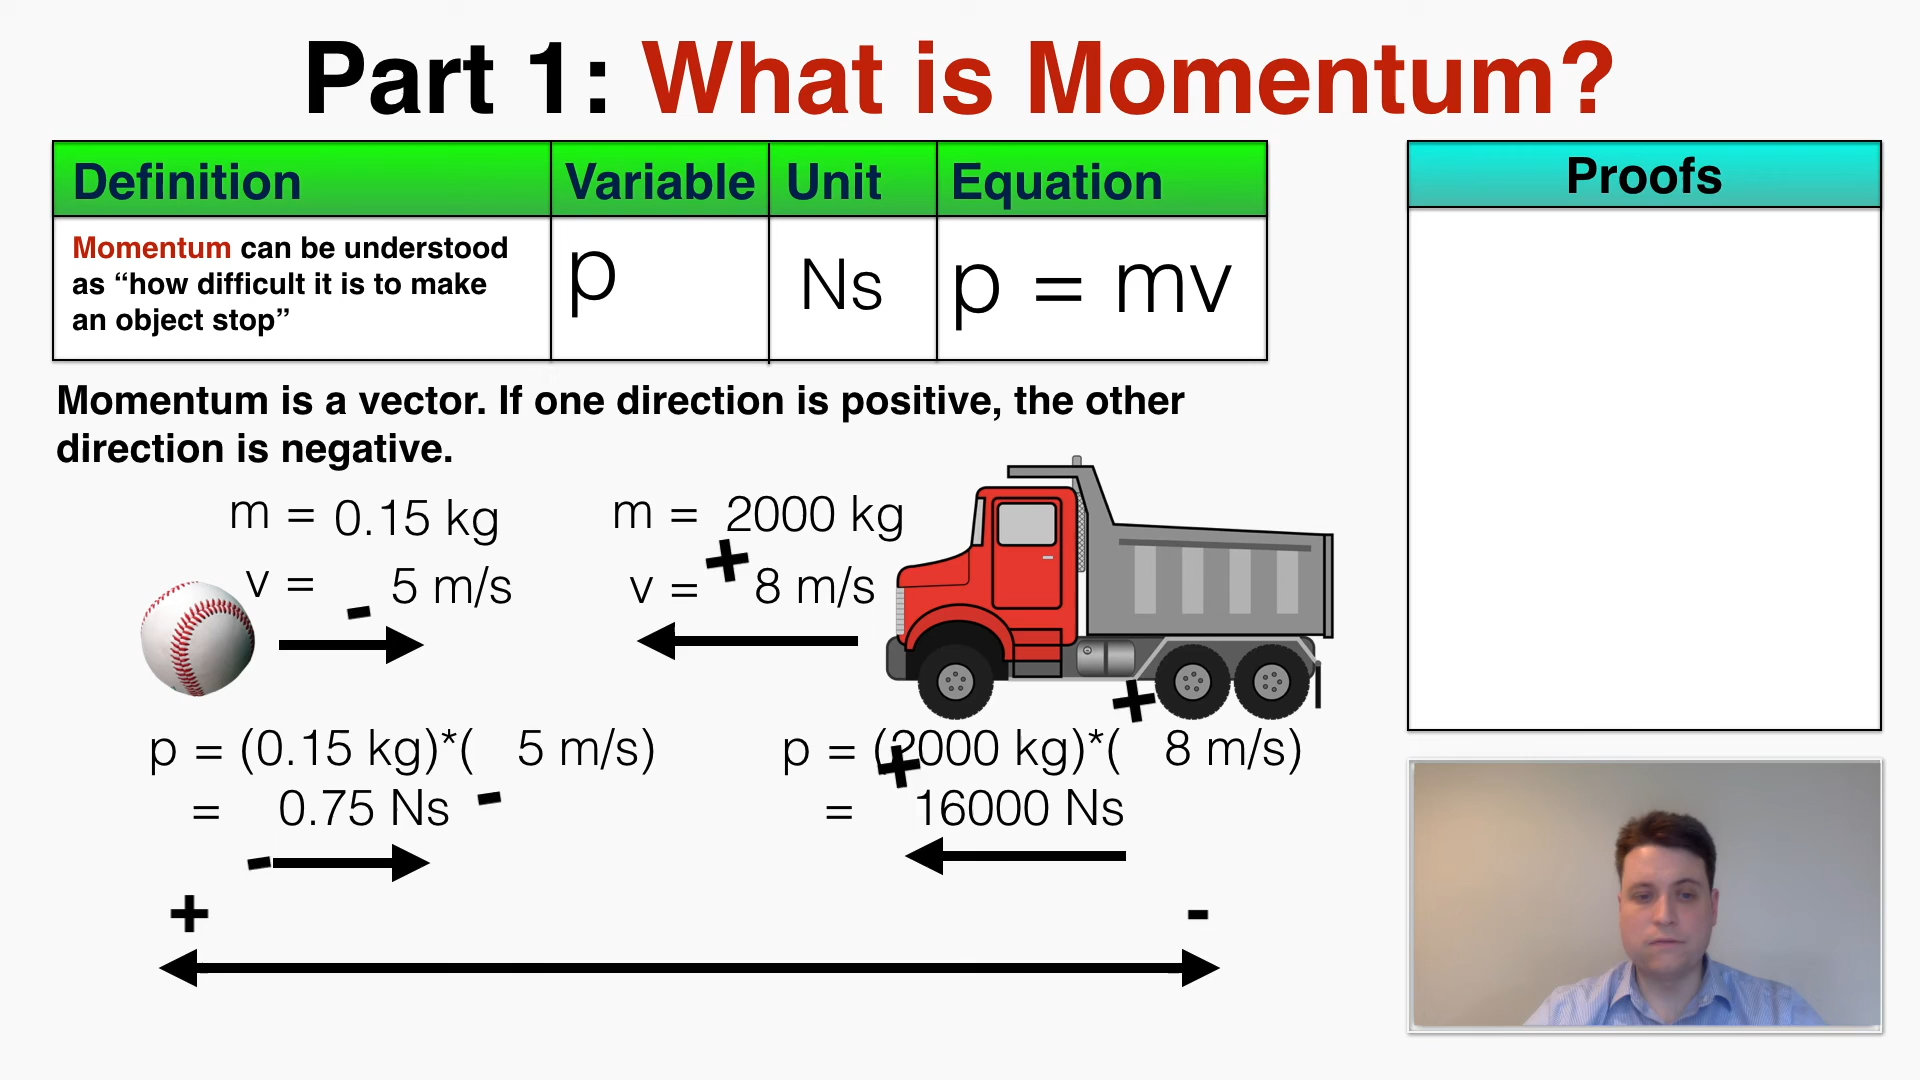 Part 1: What is Momentum?
Definition Variable Unit Equation
Momentum can be understood
as “how difficult it is to make
an object stop”
p
Ns
p = mv
Proofs
Momentum is a vector. If one direction is positive, the other
direction is negative.
m = 0.15 kg
v = - 5 m/s
m = 2000 kg
v = + 8 m/s
p = (0.15 kg)*( 5 m/s)
= 0.75 Ns -
-
p = (2000 kg)*( + 8 m/s)
= + 16000 Ns
+ -